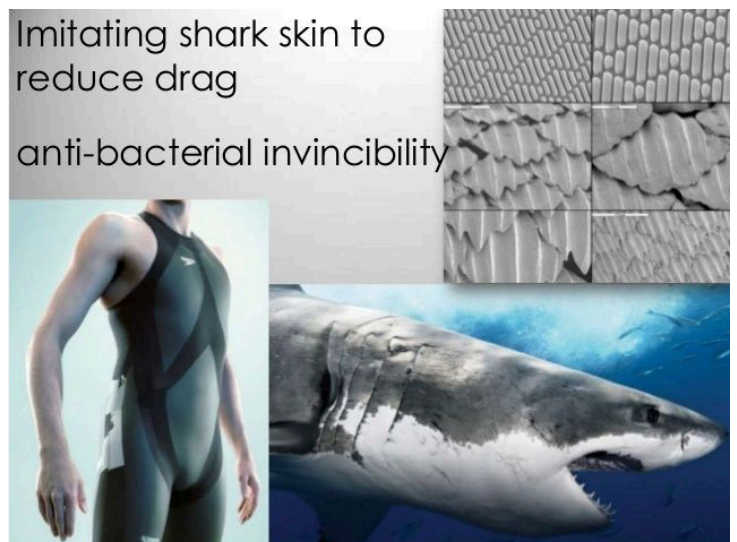 Imitating shark skin to
reduce drag
anti-bacterial invincibility